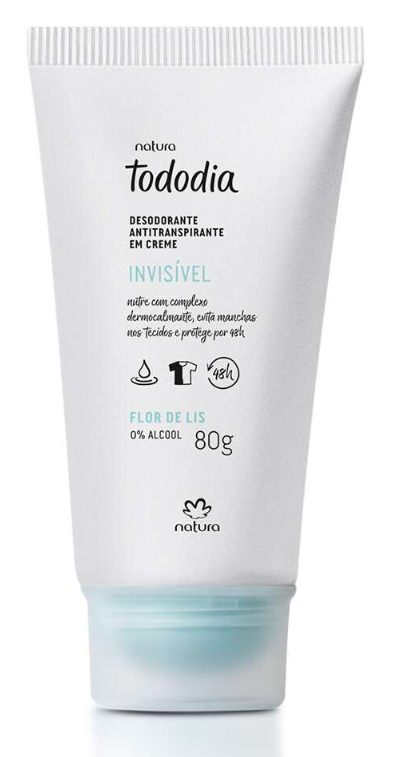 natura
Tododia
DESODORANTE
ANTITRANSPIRANTE
EM CREME
INVISÍVEL
nutre com complexo
dermocalmante, evita manchas
nos tecidos e protege por 48h
48h
FLOR DE LIS
0% ALCOOL 80g
natura